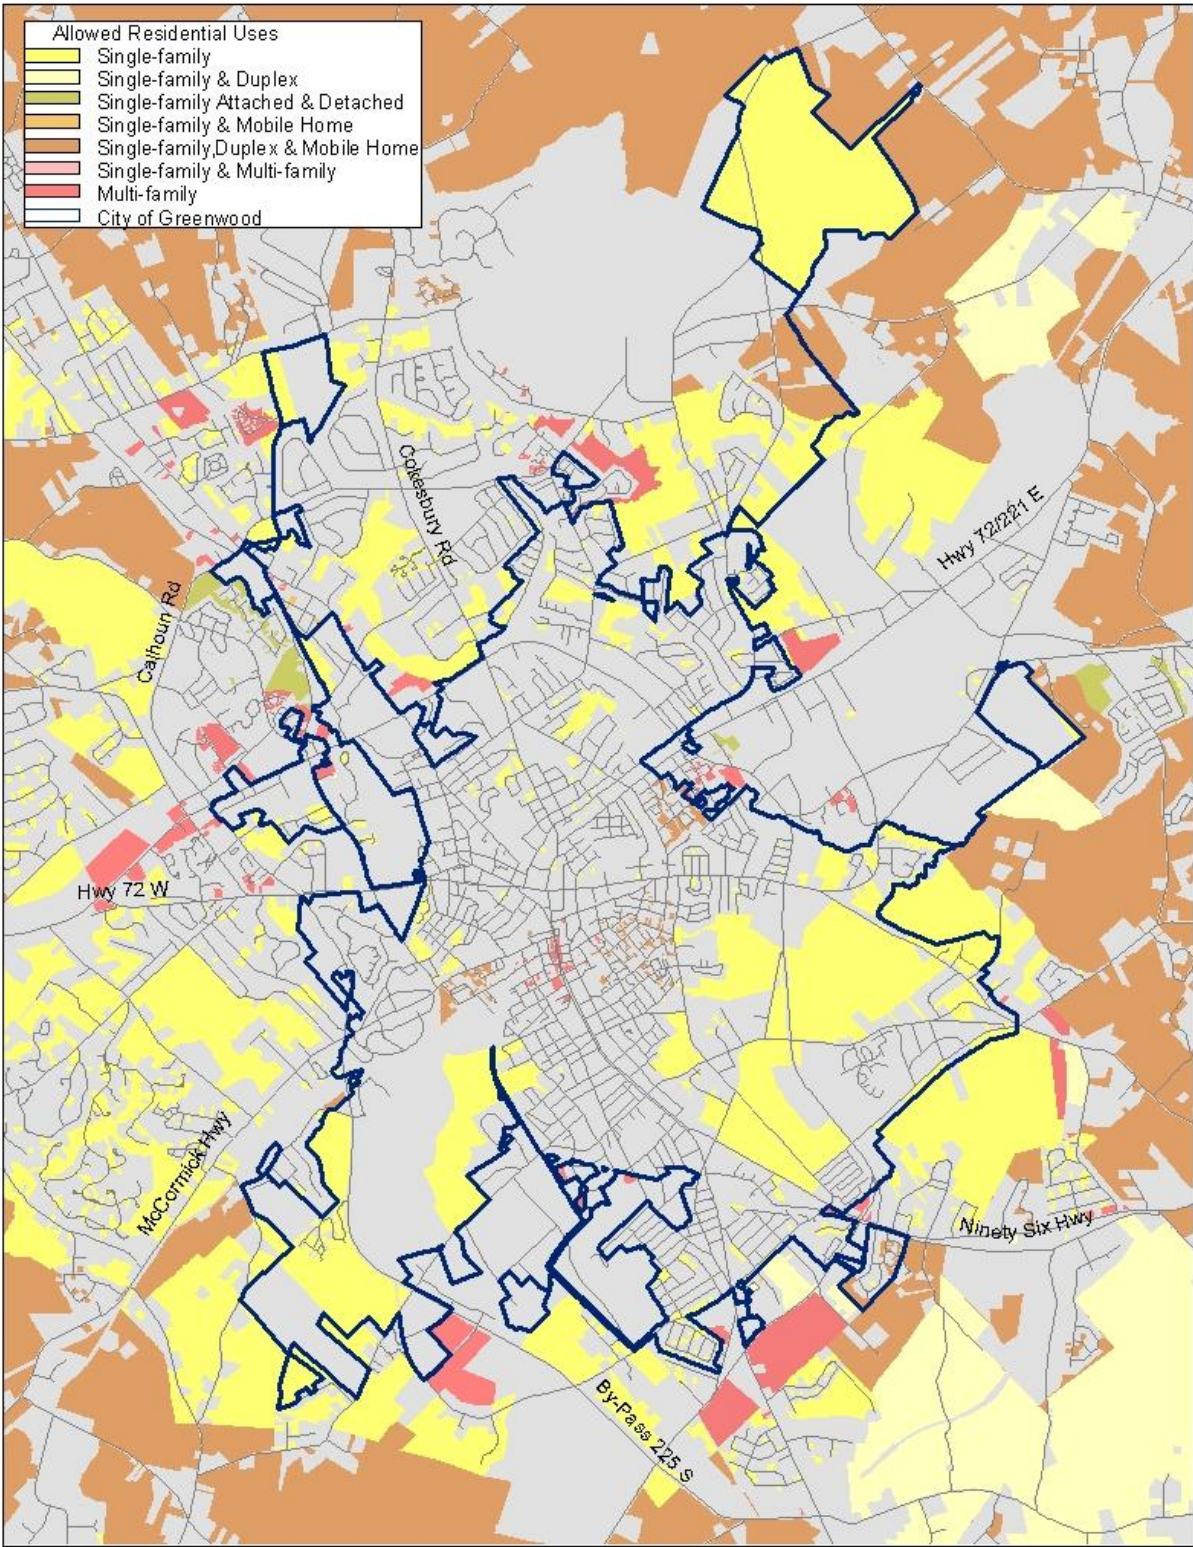 Allowed Residential Uses
Single-family
Single-family & Duplex
Single-family Attached & Detached
Single-family & Mobile Home
Single-family,Duplex & Mobile Home
Single-family & Multi-family
Multi-family
City of Greenwood
Cokesbury Rd
Hwy 72/221 E
Calhoun Rd
Hwy 72 W
McCormick Hwy
Ninety Six Hwy
By-Pass 225 S